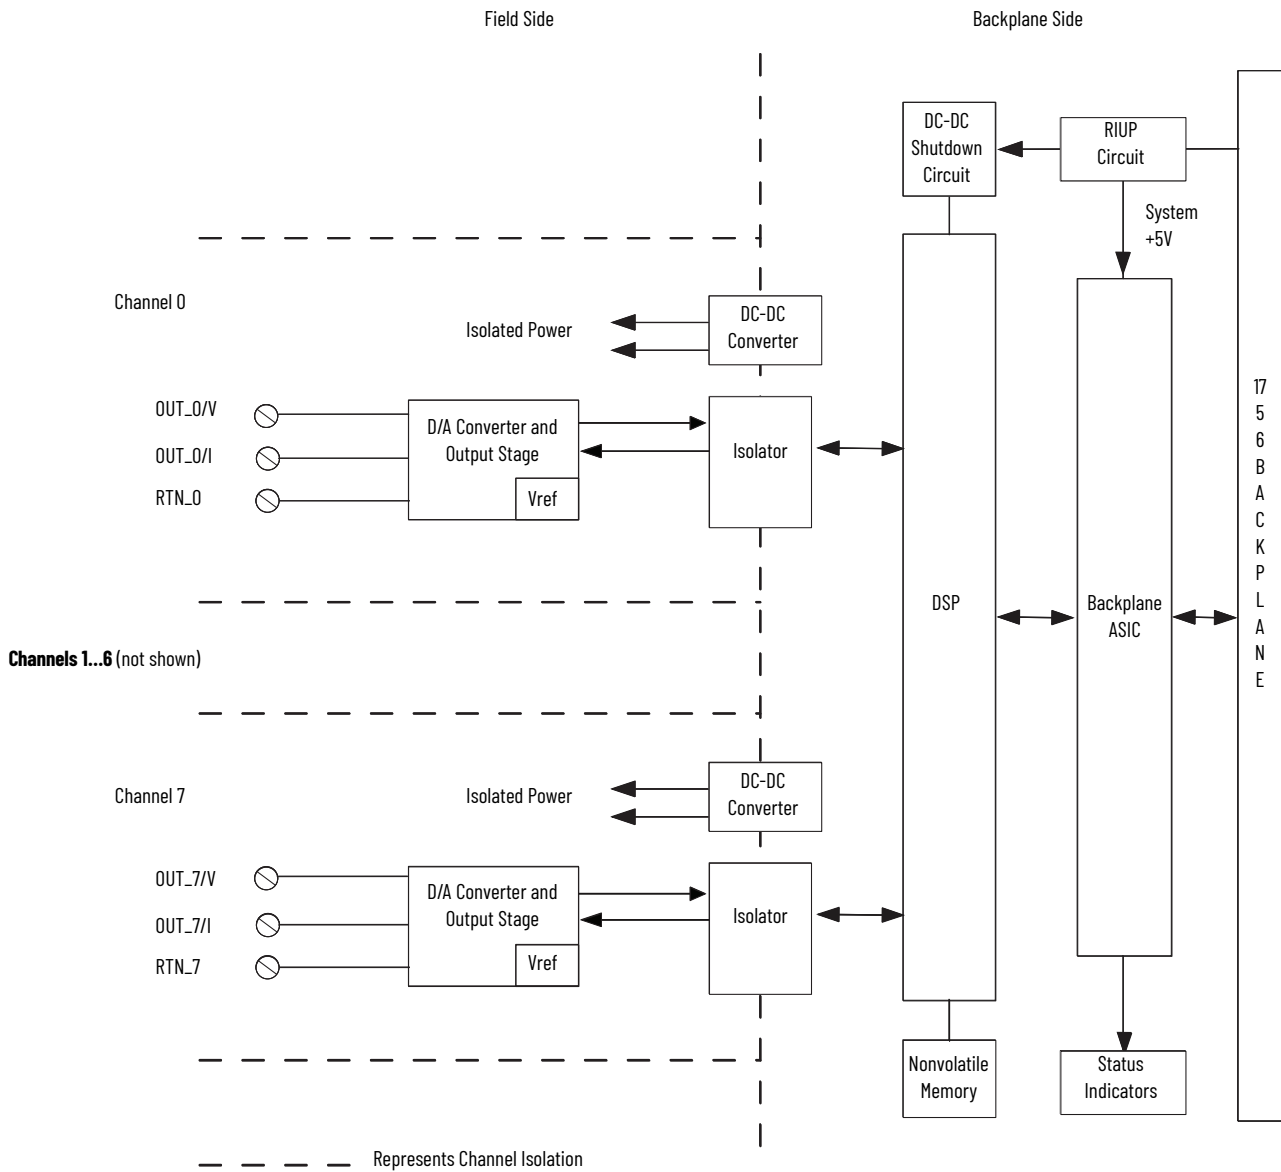 Field Side
Backplane Side
DC-DC
Shutdown
Circuit
RIUP
Circuit
System
+5V
Channel 0
Isolated Power
DC-DC
Converter
OUT_0/V
OUT_0/I
RTN_0
D/A Converter and
Output Stage
Vref
Isolator
DSP
Backplane
ASIC
17
5
6
B
A
C
K
P
L
A
N
E
Channels 1...6 (not shown)
Channel 7
Isolated Power
DC-DC
Converter
OUT_7/V
OUT_7/I
RTN_7
D/A Converter and
Output Stage
Vref
Isolator
Nonvolatile
Memory
Status
Indicators
Represents Channel Isolation